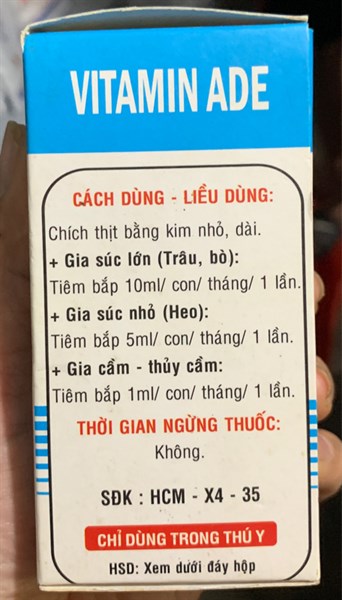 VITAMIN ADE
CÁCH DÙNG - LIỀU DÙNG:
Chích thịt bằng kim nhỏ, dài.
+ Gia súc lớn (Trâu, bò):
Tiêm bắp 10ml/ con/ tháng/ 1 lần.
+ Gia súc nhỏ (Heo):
Tiêm bắp 5ml/ con/ tháng/ 1 lần.
+ Gia cầm - thủy cầm:
Tiêm bắp 1ml/ con/ tháng/ 1 lần.
THỜI GIAN NGỪNG THUỐC:
Không.
SĐK : HCM - X4 - 35
CHỈ DÙNG TRONG THÚ Y
HSD: Xem dưới đáy hộp